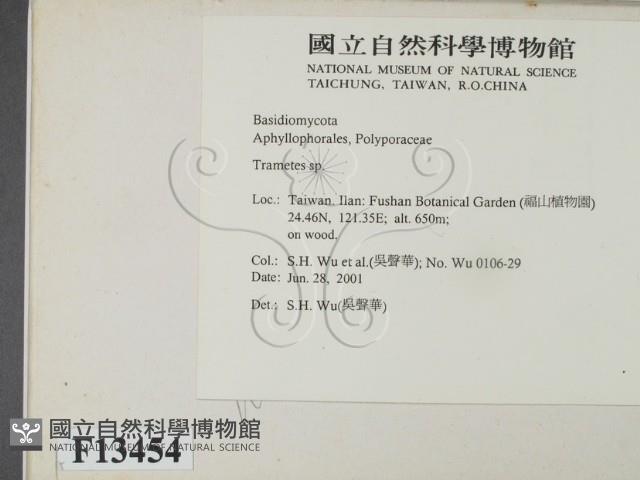 國立自然科學博物館
NATIONAL MUSEUM OF NATURAL SCIENCE
TAICHUNG, TAIWAN, R.O.CHINA
Basidiomycota
Aphyllophorales, Polyporaceae
Trametes sp.
Loc.: Taiwan. Ilan: Fushan Botanical Garden (福山植物園)
24.46N, 121.35E; alt. 650m;
on wood.
Col.: S.H. Wu et al.(吳聲華); No. Wu 0106-29
Date: Jun. 28, 2001
Det.: S.H. Wu(吳聲華)
國立自然科學博物館
NATIONAL MUSEUM OF NATURAL SCIENCE
F13454